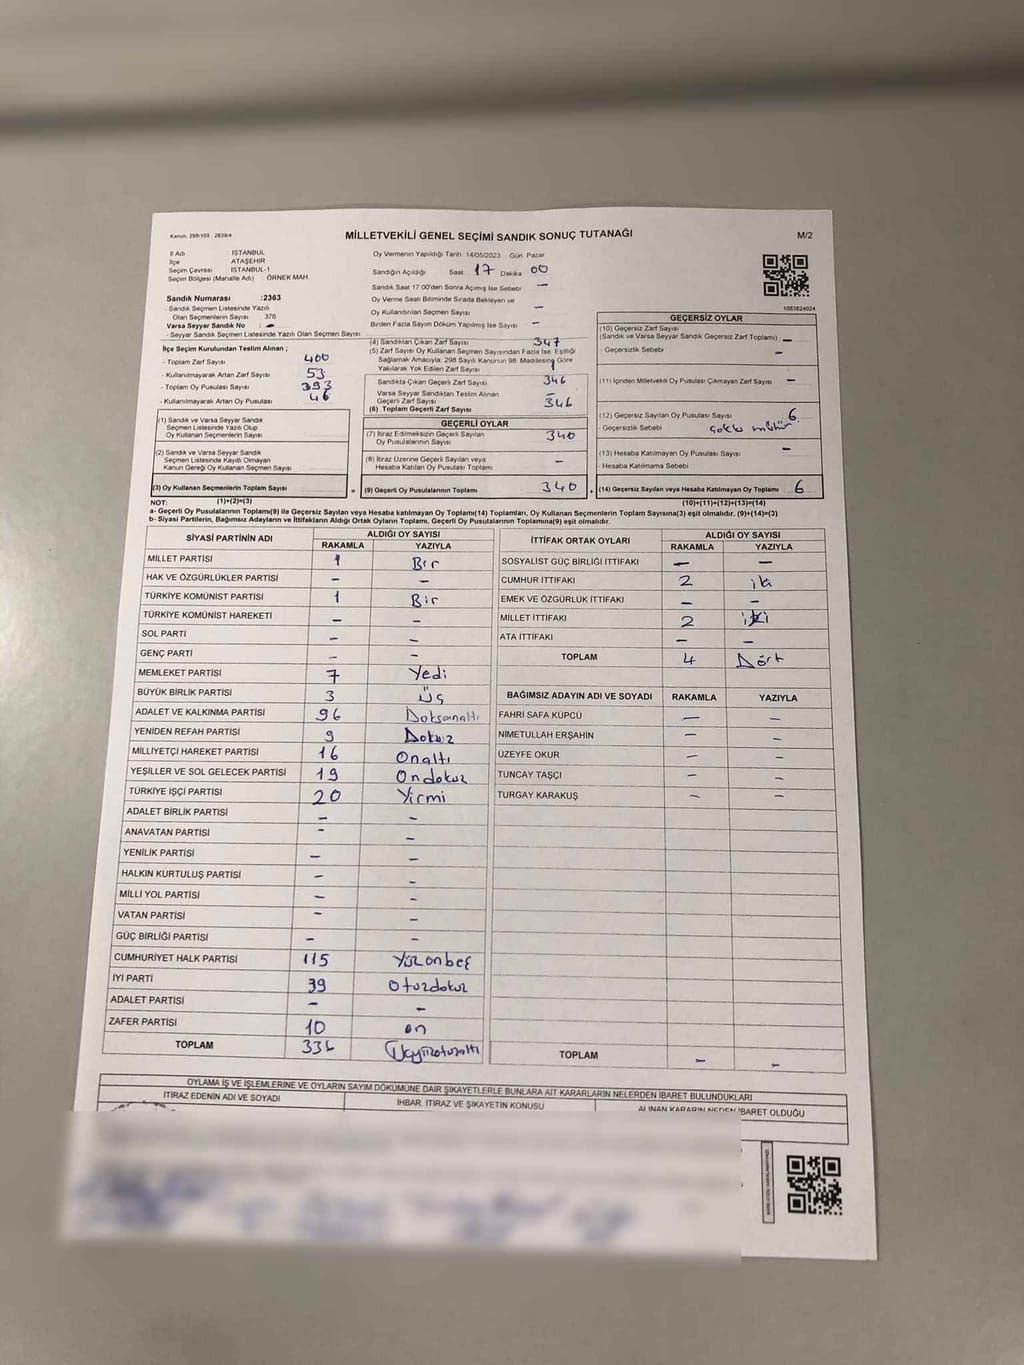 Kanun: 298/105 : 2839/4
MİLLETVEKİLİ GENEL SEÇİMİ SANDIK SONUÇ TUTANAĞI
M/2
İl Adı : İSTANBUL
İlçe : ATAŞEHİR
Seçim Çevresi : İSTANBUL-1
Seçim Bölgesi (Mahalle Adı) : ÖRNEK MAH
Sandık Numarası :2363
- Sandık Seçmen Listesinde Yazılı
Olan Seçmenlerin Sayısı : 376
Varsa Seyyar Sandık No : -
- Seyyar Sandık Seçmen Listesinde Yazılı Olan Seçmen Sayısı
Oy Vermenin Yapıldığı Tarih :14/05/2023 Gün Pazar
Sandığın Açıldığı Saat 17 Dakika 00
Sandık Saat 17:00'den Sonra Açılmış İse Sebebi -
Oy Verme Saati Bitiminde Sırada Bekleyen ve
Oy Kullandırılan Seçmen Sayısı -
Birden Fazla Sayım Döküm Yapılmış İse Sayısı -
1083824024
İlçe Seçim Kurulundan Teslim Alınan ;
- Toplam Zarf Sayısı 400
- Kullanılmayarak Artan Zarf Sayısı 53
- Toplam Oy Pusulası Sayısı 393
- Kullanılmayarak Artan Oy Pusulası 46
(1) Sandık ve Varsa Seyyar Sandık
Seçmen Listesinde Yazılı Olup
Oy Kullanan Seçmenlerin Sayısı
(2) Sandık ve Varsa Seyyar Sandık
Seçmen Listesinde Kayıtlı Olmayan
Kanun Gereği Oy Kullanan Seçmen Sayısı
(3) Oy Kullanan Seçmenlerin Toplam Sayısı
(1)+(2)=(3)
(4) Sandıktan Çıkan Zarf Sayısı 347
(5) Zarf Sayısı Oy Kullanan Seçmen Sayısından Fazla İse, Eşitliği
Sağlamak Amacıyla, 298 Sayılı Kanunun 98. Maddesine Göre
Yakılarak Yok Edilen Zarf Sayısı 1
Sandıkta Çıkan Geçerli Zarf Sayısı 346
Varsa Seyyar Sandıktan Teslim Alınan
Geçerli Zarf Sayısı -
(6) Toplam Geçerli Zarf Sayısı 346
GEÇERLİ OYLAR
(7) İtiraz Edilmeksizin Geçerli Sayılan
Oy Pusulalarının Sayısı 340
(8) İtiraz Üzerine Geçerli Sayılan veya
Hesaba Katılan Oy Pusulası Toplamı -
= (9) Geçerli Oy Pusulalarının Toplamı 340
GEÇERSİZ OYLAR
(10) Geçersiz Zarf Sayısı
(Sandık ve Varsa Seyyar Sandık Geçersiz Zarf Toplamı) -
- Geçersizlik Sebebi -
(11) İçinden Milletvekili Oy Pusulası Çıkmayan Zarf Sayısı -
(12) Geçersiz Sayılan Oy Pusulası Sayısı 6
- Geçersizlik Sebebi mühür
(13) Hesaba Katılmayan Oy Pusulası Sayısı -
- Hesaba Katılmama Sebebi
+ (14) Geçersiz Sayılan veya Hesaba Katılmayan Oy Toplamı 6
(10)+(11)+(12)+(13)=(14)
NOT:
a- Geçerli Oy Pusulalarının Toplamı(9) ile Geçersiz Sayılan veya Hesaba Katılmayan Oy Toplamı(14) Toplamları, Oy Kullanan Seçmenlerin Toplam Sayısına(3) eşit olmalıdır. (9)+(14)=(3)
b- Siyasi Partilerin, Bağımsız Adayların ve İttifakların Aldığı Ortak Oyların Toplamı, Geçerli Oy Pusulalarının Toplamına(9) eşit olmalıdır.
SİYASİ PARTİNİN ADI ALDIĞI OY SAYISI
RAKAMLA YAZIYLA
MİLLET PARTİSİ 1 Bir
HAK VE ÖZGÜRLÜKLER PARTİSİ - -
TÜRKİYE KOMÜNİST PARTİSİ 1 Bir
TÜRKİYE KOMÜNİST HAREKETİ - -
SOL PARTİ - -
GENÇ PARTİ - -
MEMLEKET PARTİSİ 7 Yedi
BÜYÜK BİRLİK PARTİSİ 3 Üç
ADALET VE KALKINMA PARTİSİ 96 Doksanaltı
YENİDEN REFAH PARTİSİ 9 Dokuz
MİLLİYETÇİ HAREKET PARTİSİ 16 Onaltı
YEŞİLLER VE SOL GELECEK PARTİSİ 19 Ondokuz
TÜRKİYE İŞÇİ PARTİSİ 20 Yirmi
ADALET BİRLİK PARTİSİ - -
ANAVATAN PARTİSİ - -
YENİLİK PARTİSİ - -
HALKIN KURTULUŞ PARTİSİ - -
MİLLİ YOL PARTİSİ - -
VATAN PARTİSİ - -
GÜÇ BİRLİĞİ PARTİSİ - -
CUMHURİYET HALK PARTİSİ 115 Yüzonbeş
İYİ PARTİ 39 Otuzdokuz
ADALET PARTİSİ - -
ZAFER PARTİSİ 10 on
TOPLAM 336 Üçyüzotuzaltı
İTTİFAK ORTAK OYLARI ALDIĞI OY SAYISI
RAKAMLA YAZIYLA
SOSYALİST GÜÇ BİRLİĞİ İTTİFAKI - -
CUMHUR İTTİFAKI 2 iki
EMEK VE ÖZGÜRLÜK İTTİFAKI - -
MİLLET İTTİFAKI 2 iki
ATA İTTİFAKI - -
TOPLAM 4 Dört
BAĞIMSIZ ADAYIN ADI VE SOYADI RAKAMLA YAZIYLA
FAHRİ SAFA KÜPCÜ - -
NİMETULLAH ERŞAHİN - -
ÜZEYFE OKUR - -
TUNCAY TAŞÇI - -
TURGAY KARAKUŞ - -
TOPLAM - -
OYLAMA İŞ VE İŞLEMLERİNE VE OYLARIN SAYIM DÖKÜMÜNE DAİR ŞİKAYETLERLE BUNLARA AİT KARARLARIN NELERDEN İBARET BULUNDUKLARI
İTİRAZ EDENİN ADI VE SOYADI
İHBAR, İTİRAZ VE ŞİKAYETİN KONUSU
ALINAN KARARIN NEDEN İBARET OLDUĞU